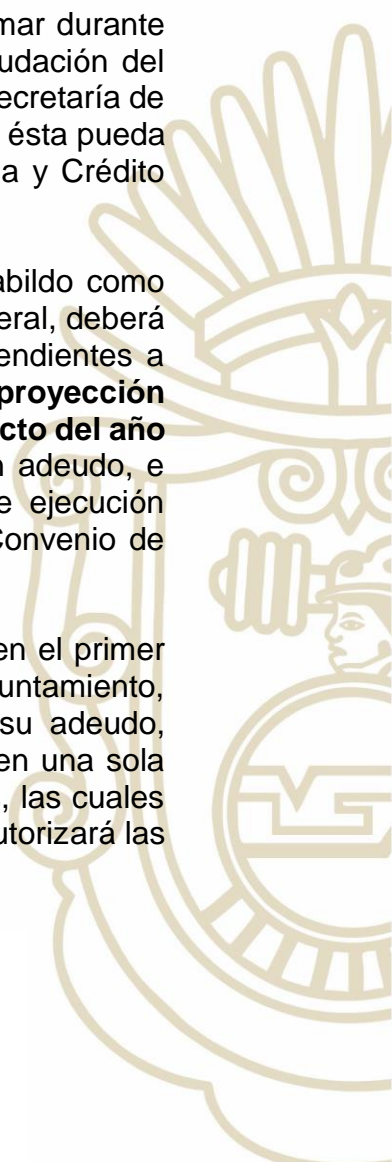 mar durante
udación del
ecretaría de
ésta pueda
a y Crédito
abildo como
eral, deberá
endientes a
proyección
cto del año
adeudo, e
e ejecución
Convenio de
en el primer
yuntamiento,
su adeudo,
en una sola
, las cuales
utorizará las